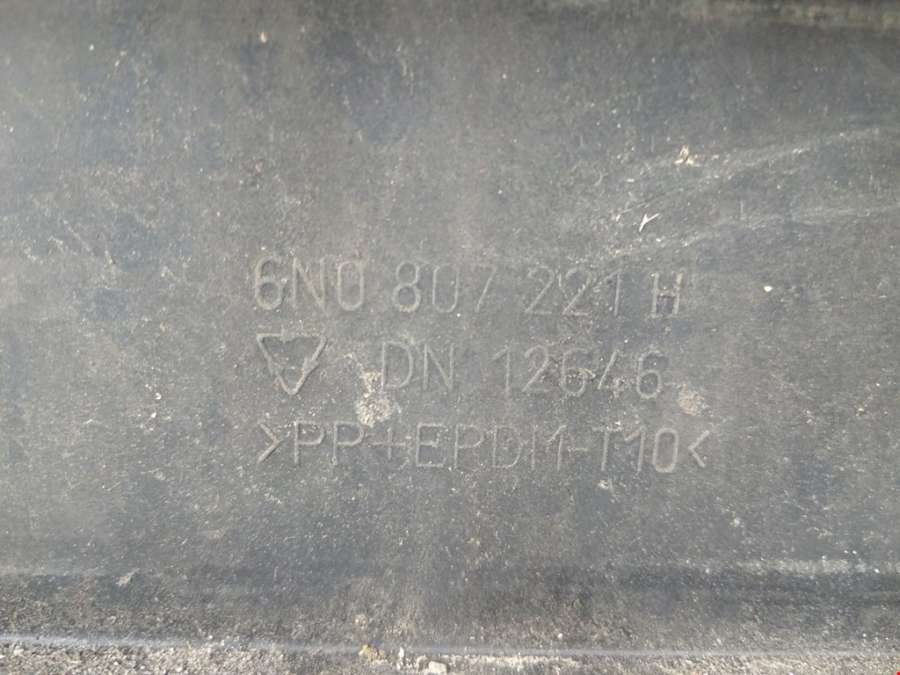 6N0 807 221 H
DN 12646
>PP+EPDM-T10<